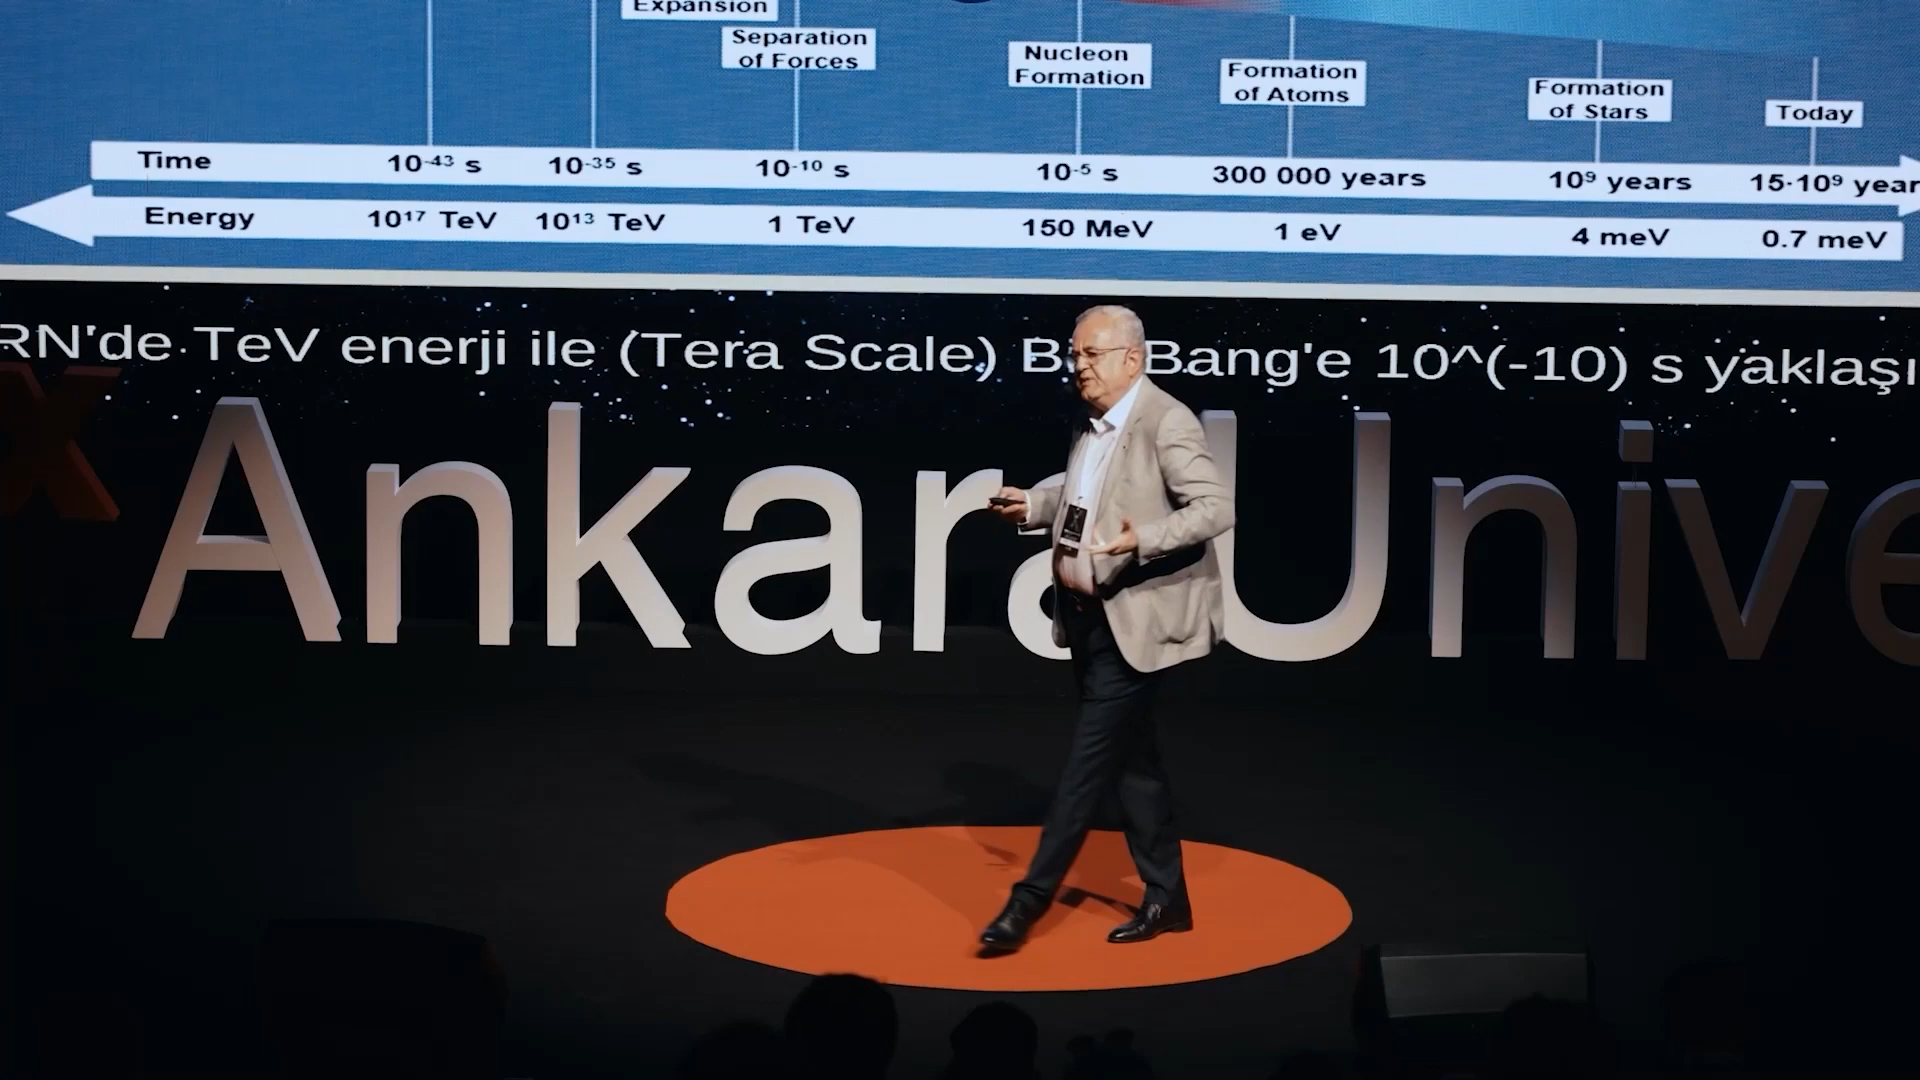 Expansion
Separation
of Forces
Nucleon
Formation
Formation
of Atoms
Formation
of Stars
Today
Time 10⁻⁴³ s 10⁻³⁵ s 10⁻¹⁰ s 10⁻⁵ s 300 000 years 10⁹ years 15·10⁹ year
Energy 10¹⁷ TeV 10¹³ TeV 1 TeV 150 MeV 1 eV 4 meV 0.7 meV
RN'de TeV enerji ile (Tera Scale) B Bang'e 10^(-10) s yaklaşı
x Ankara Unive